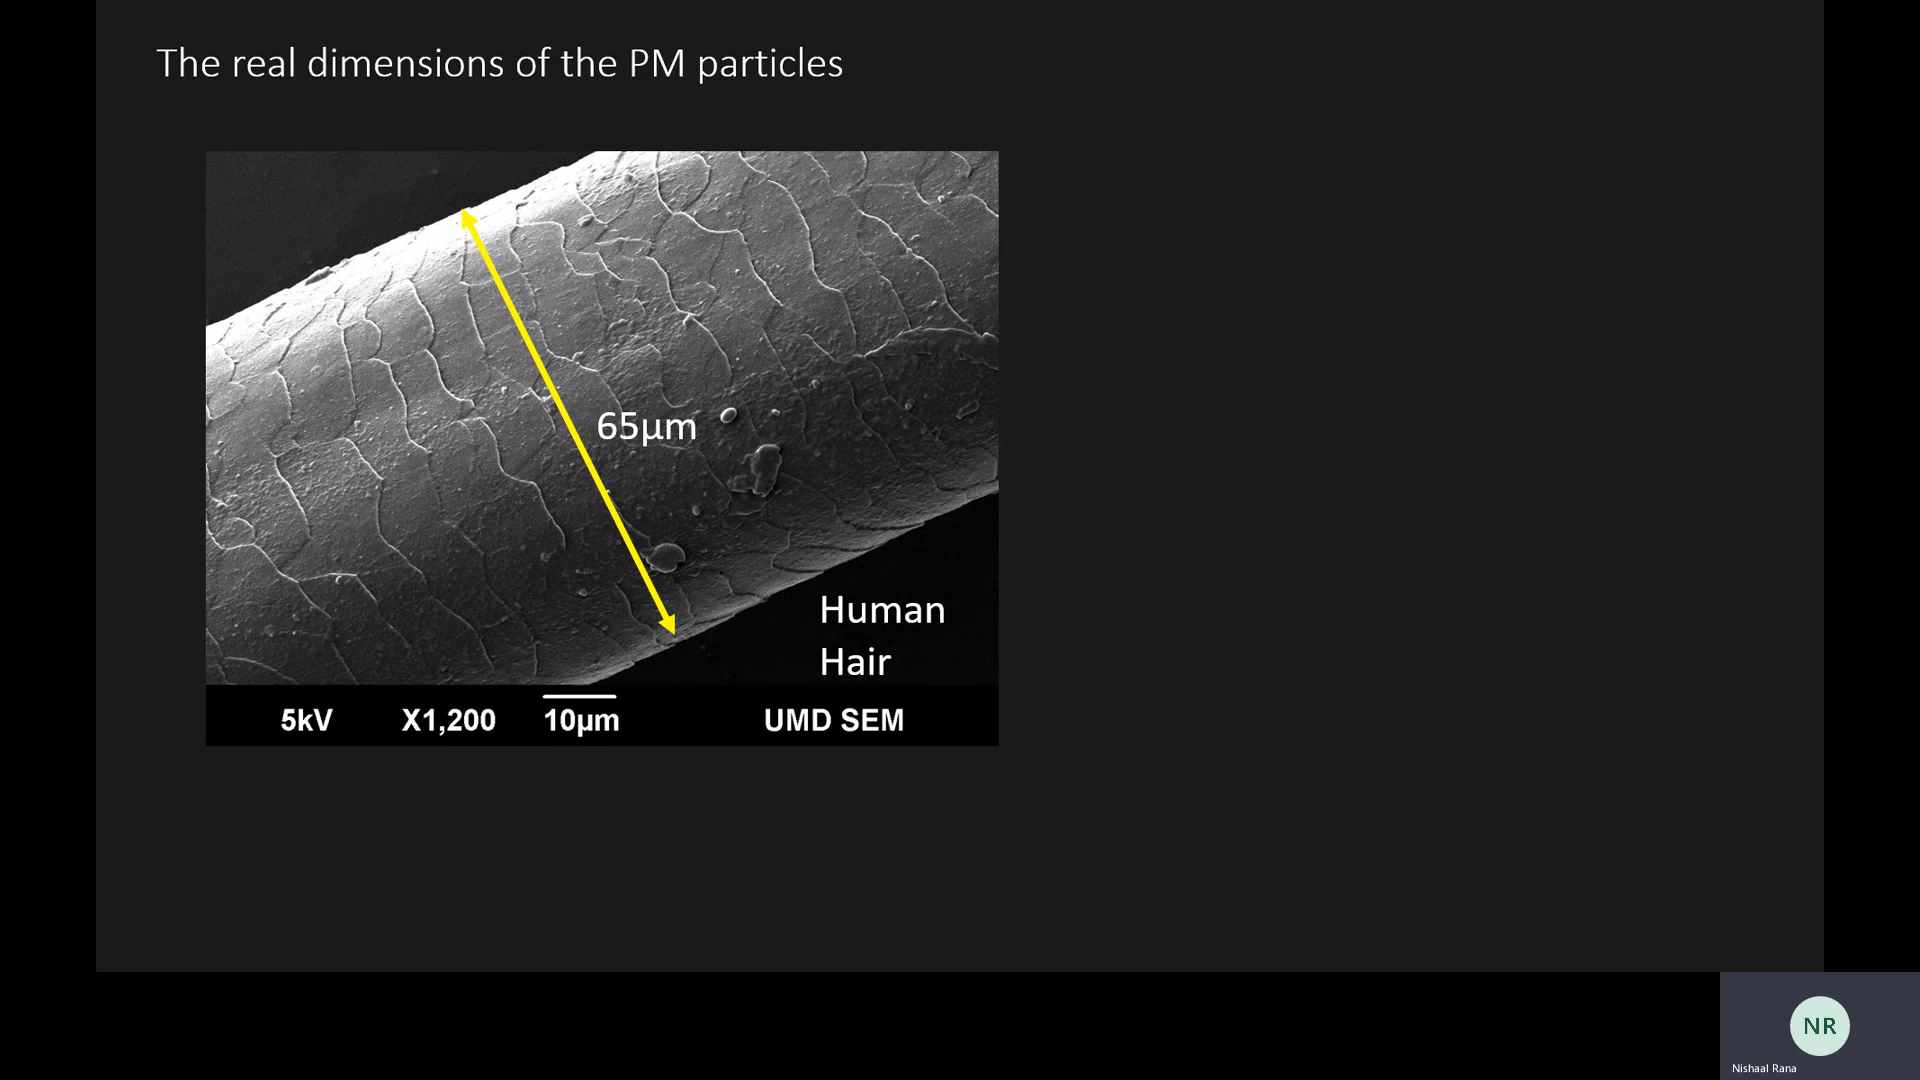 The real dimensions of the PM particles
65µm
Human
Hair
5kV X1,200 10µm UMD SEM
NR
Nishaal Rana